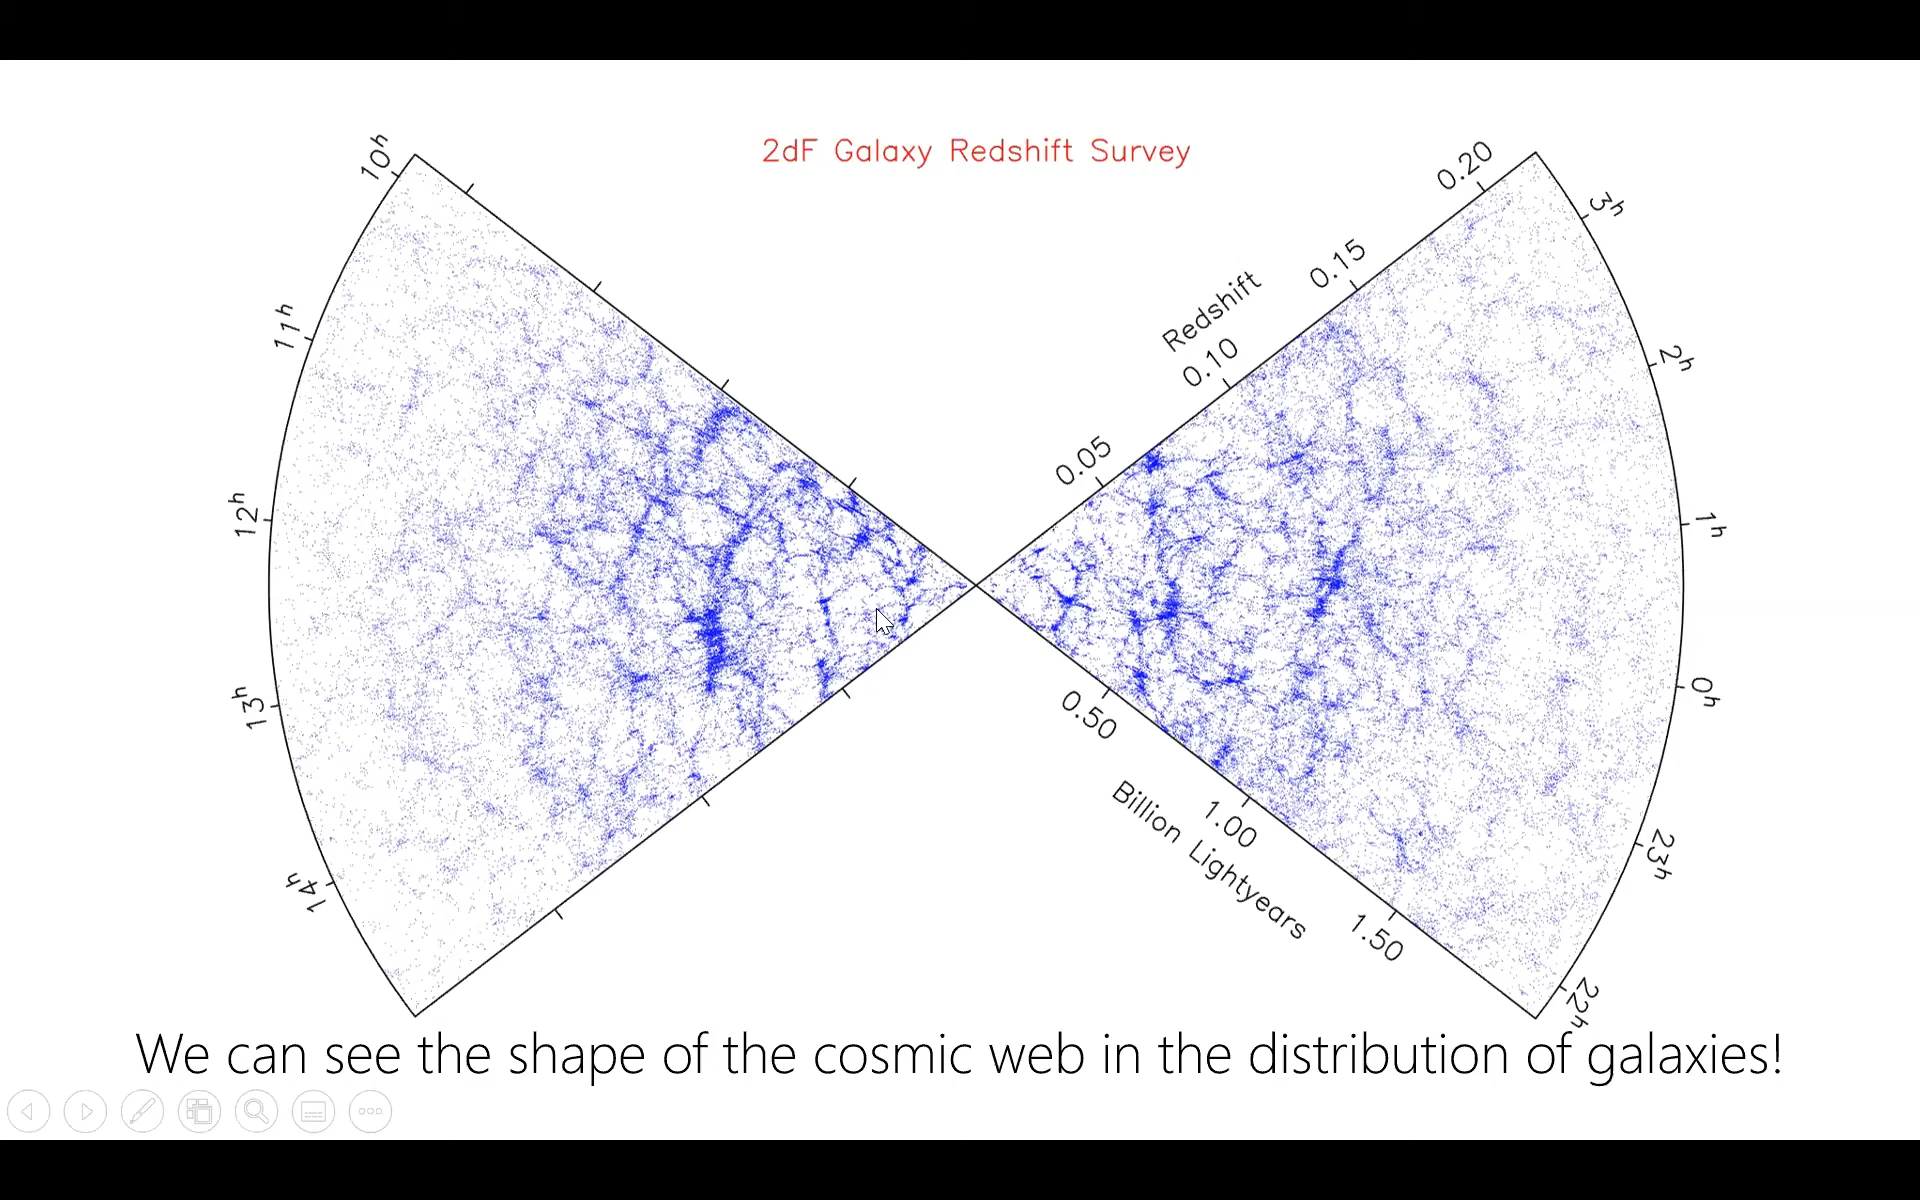 2dF Galaxy Redshift Survey
10h
11h
12h
13h
14h
Redshift
0.05
0.10
0.15
0.20
3h
2h
1h
0h
23h
22h
0.50
1.00
1.50
Billion Lightyears
We can see the shape of the cosmic web in the distribution of galaxies!